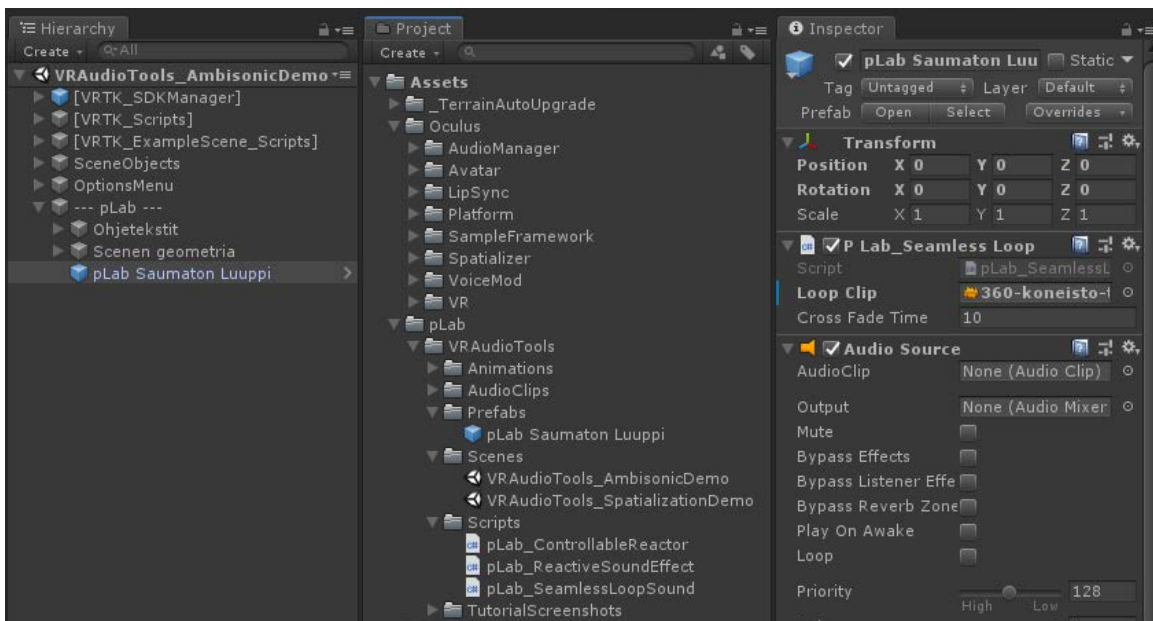 Hierarchy
Create
All
VRAudioTools_AmbisonicDemo
[VRTK_SDKManager]
[VRTK_Scripts]
[VRTK_ExampleScene_Scripts]
SceneObjects
OptionsMenu
--- pLab ---
Ohjetekstit
Scenen geometria
pLab Saumaton Luuppi
Project
Create
Assets
_TerrainAutoUpgrade
Oculus
AudioManager
Avatar
LipSync
Platform
SampleFramework
Spatializer
VoiceMod
VR
pLab
VRAudioTools
Animations
AudioClips
Prefabs
pLab Saumaton Luuppi
Scenes
VRAudioTools_AmbisonicDemo
VRAudioTools_SpatializationDemo
Scripts
pLab_ControllableReactor
pLab_ReactiveSoundEffect
pLab_SeamlessLoopSound
TutorialScreenshots
Inspector
pLab Saumaton Luu Static
Tag Untagged Layer Default
Prefab Open Select Overrides
Transform
Position X 0 Y 0 Z 0
Rotation X 0 Y 0 Z 0
Scale X 1 Y 1 Z 1
P Lab_Seamless Loop
Script pLab_SeamlessL
Loop Clip 360-koneisto-
Cross Fade Time 10
Audio Source
AudioClip None (Audio Clip)
Output None (Audio Mixer
Mute
Bypass Effects
Bypass Listener Effe
Bypass Reverb Zone
Play On Awake
Loop
Priority 128
High Low